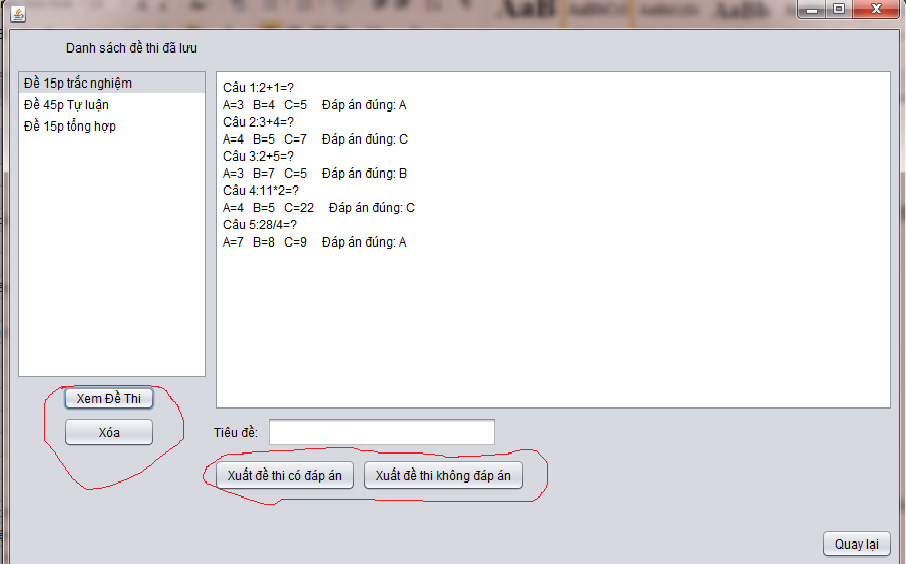 Danh sách đề thi đã lưu
Đề 15p trắc nghiệm
Đề 45p Tự luận
Đề 15p tổng hợp
Câu 1:2+1=?
A=3 B=4 C=5 Đáp án đúng: A
Câu 2:3+4=?
A=4 B=5 C=7 Đáp án đúng: C
Câu 3:2+5=?
A=3 B=7 C=5 Đáp án đúng: B
Câu 4:11*2=?
A=4 B=5 C=22 Đáp án đúng: C
Câu 5:28/4=?
A=7 B=8 C=9 Đáp án đúng: A
Xem Đề Thi
Xóa
Tiêu đề:
Xuất đề thi có đáp án Xuất đề thi không đáp án
Quay lại